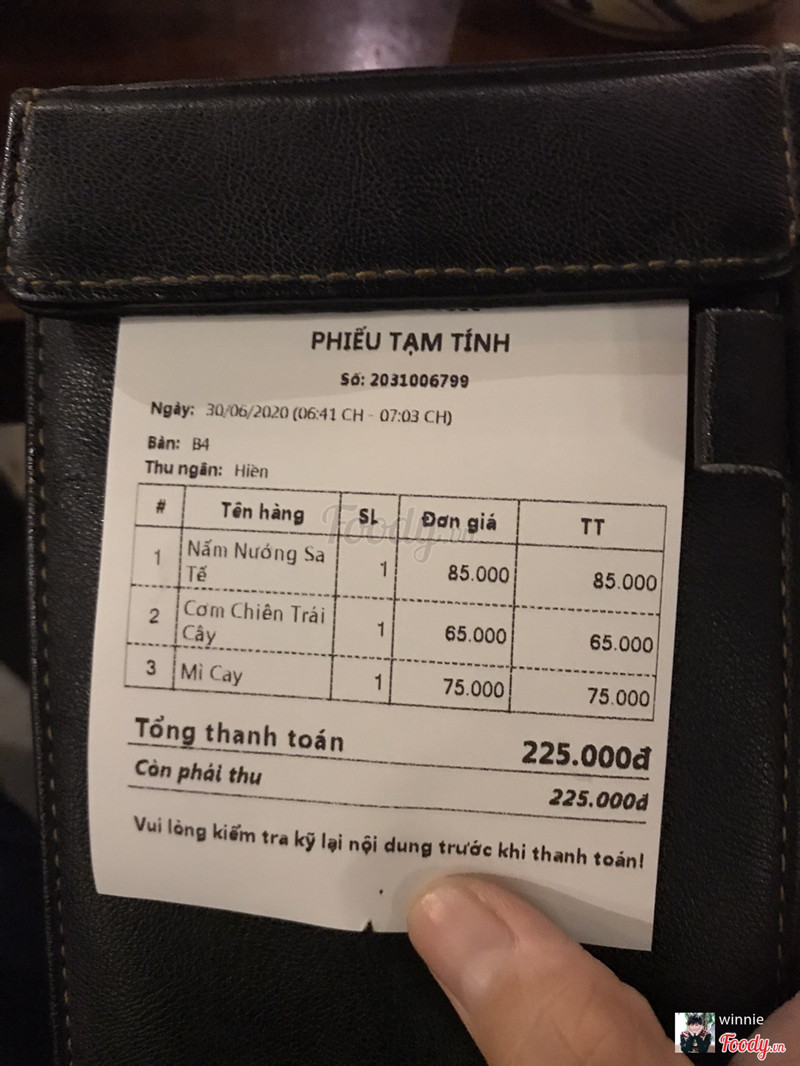 PHIẾU TẠM TÍNH
Số: 2031006799
Ngày: 30/06/2020 (06:41 CH - 07:03 CH)
Bàn: B4
Thu ngân: Hiền
# Tên hàng SL Đơn giá TT
1 Nấm Nướng Sa Tế 1 85.000 85.000
2 Cơm Chiên Trái Cây 1 65.000 65.000
3 Mì Cay 1 75.000 75.000
Tổng thanh toán 225.000đ
Còn phải thu 225.000đ
Vui lòng kiểm tra kỹ lại nội dung trước khi thanh toán!
Foody.vn
winnie
Foody.vn